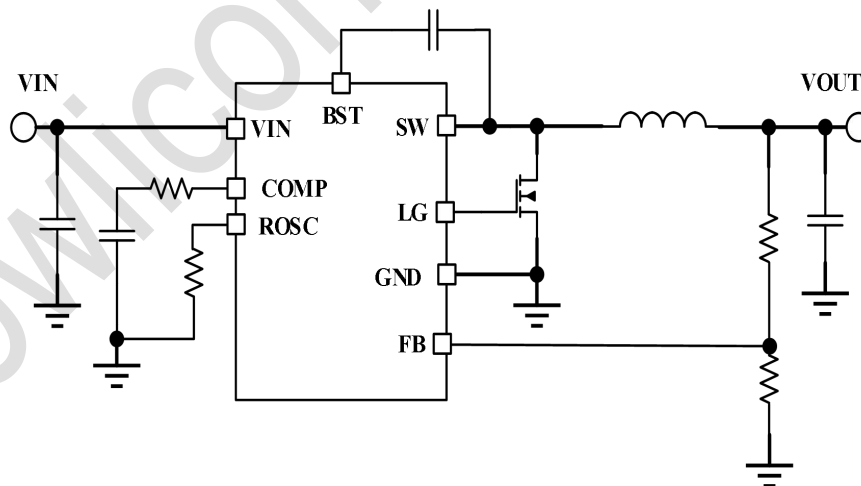 VIN
VOUT
BST
VIN
SW
COMP
LG
ROSC
GND
FB